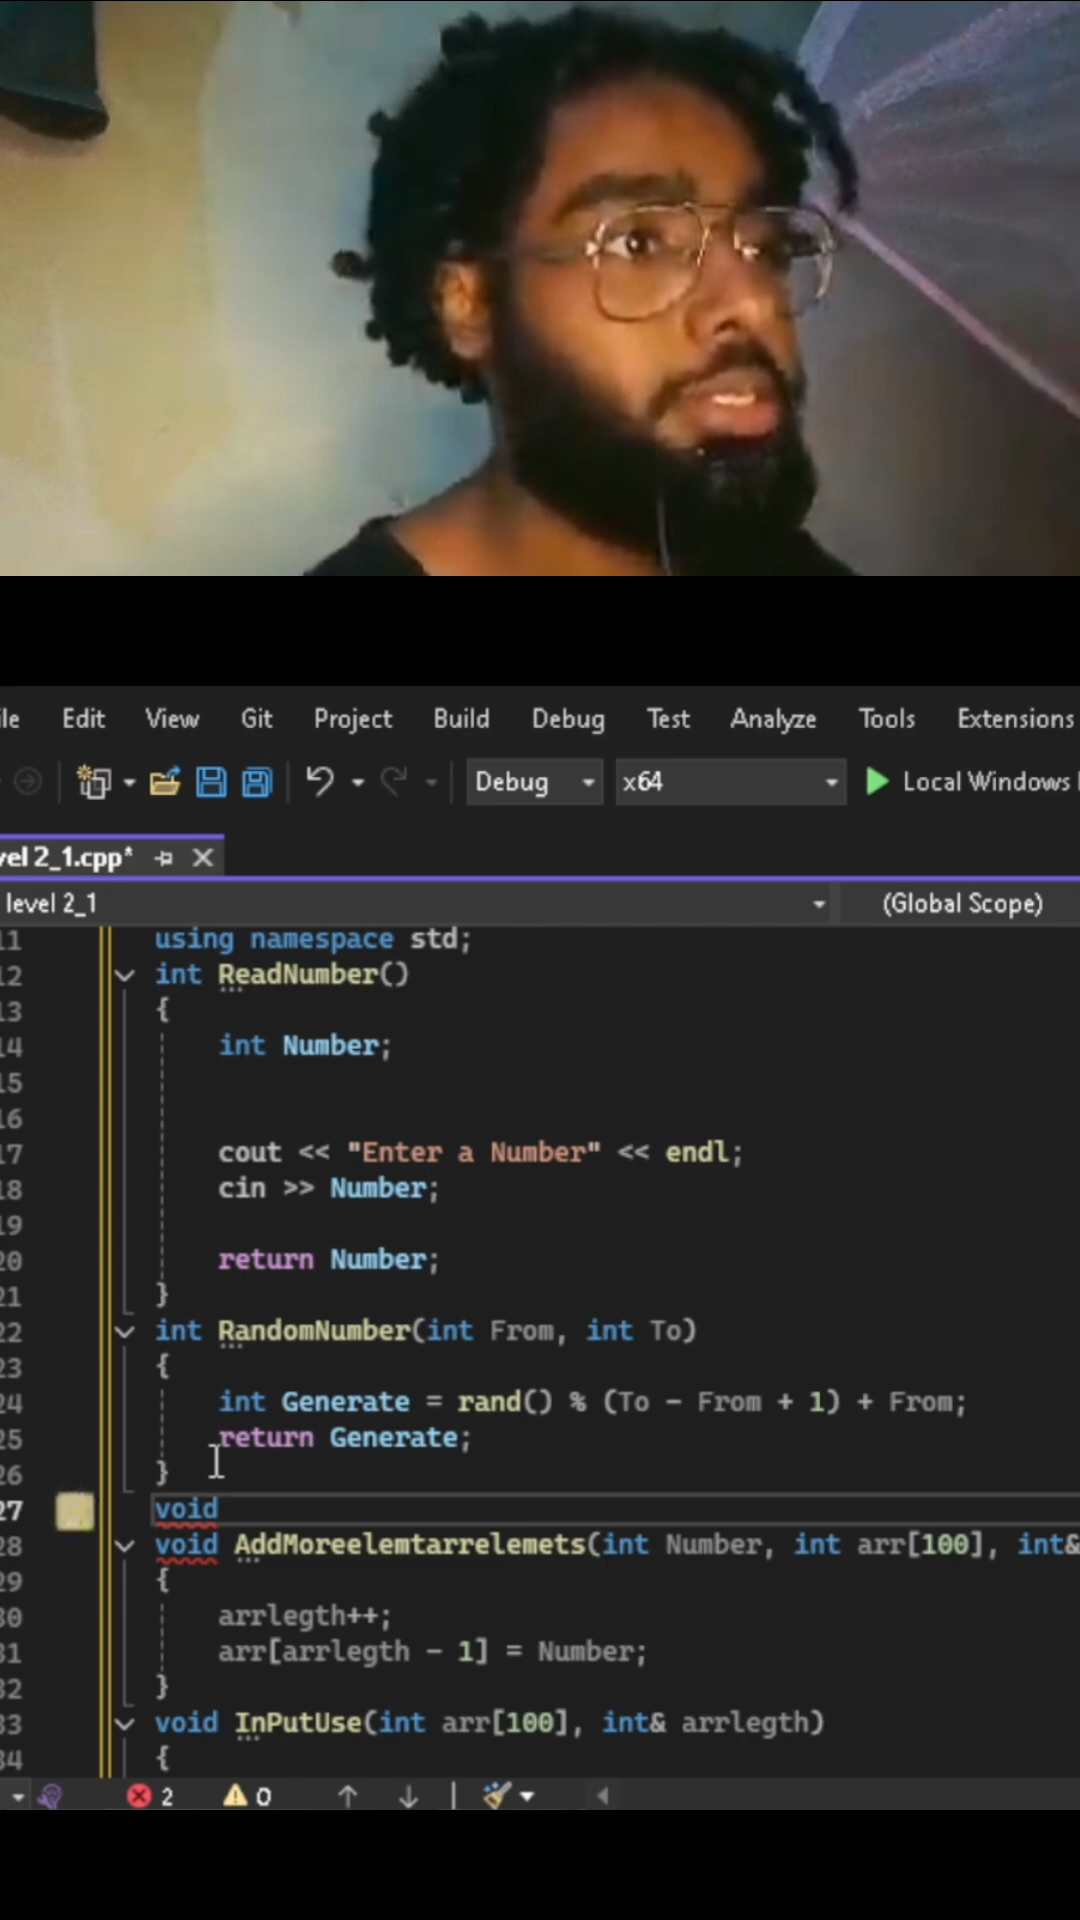 Edit View Git Project Build Debug Test Analyze Tools Extensions
Debug x64 Local Windows
2_1.cpp*
level 2_1 (Global Scope)
11 using namespace std;
12 int ReadNumber()
13 {
14 int Number;
15
16
17 cout << "Enter a Number" << endl;
18 cin >> Number;
19
20 return Number;
21 }
22 int RandomNumber(int From, int To)
23 {
24 int Generate = rand() % (To - From + 1) + From;
25 return Generate;
26 }
27 void
28 void AddMoreelemtarrelemets(int Number, int arr[100], int&
29 {
30 arrlegth++;
31 arr[arrlegth - 1] = Number;
32 }
33 void InPutUse(int arr[100], int& arrlegth)
34 {
2 0